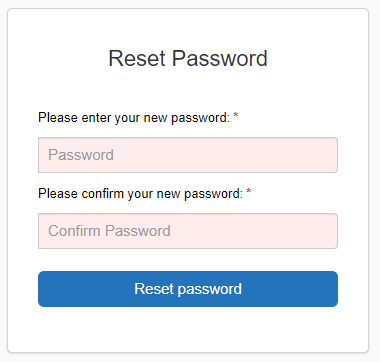 Reset Password
Please enter your new password: *
Password
Please confirm your new password: *
Confirm Password
Reset password